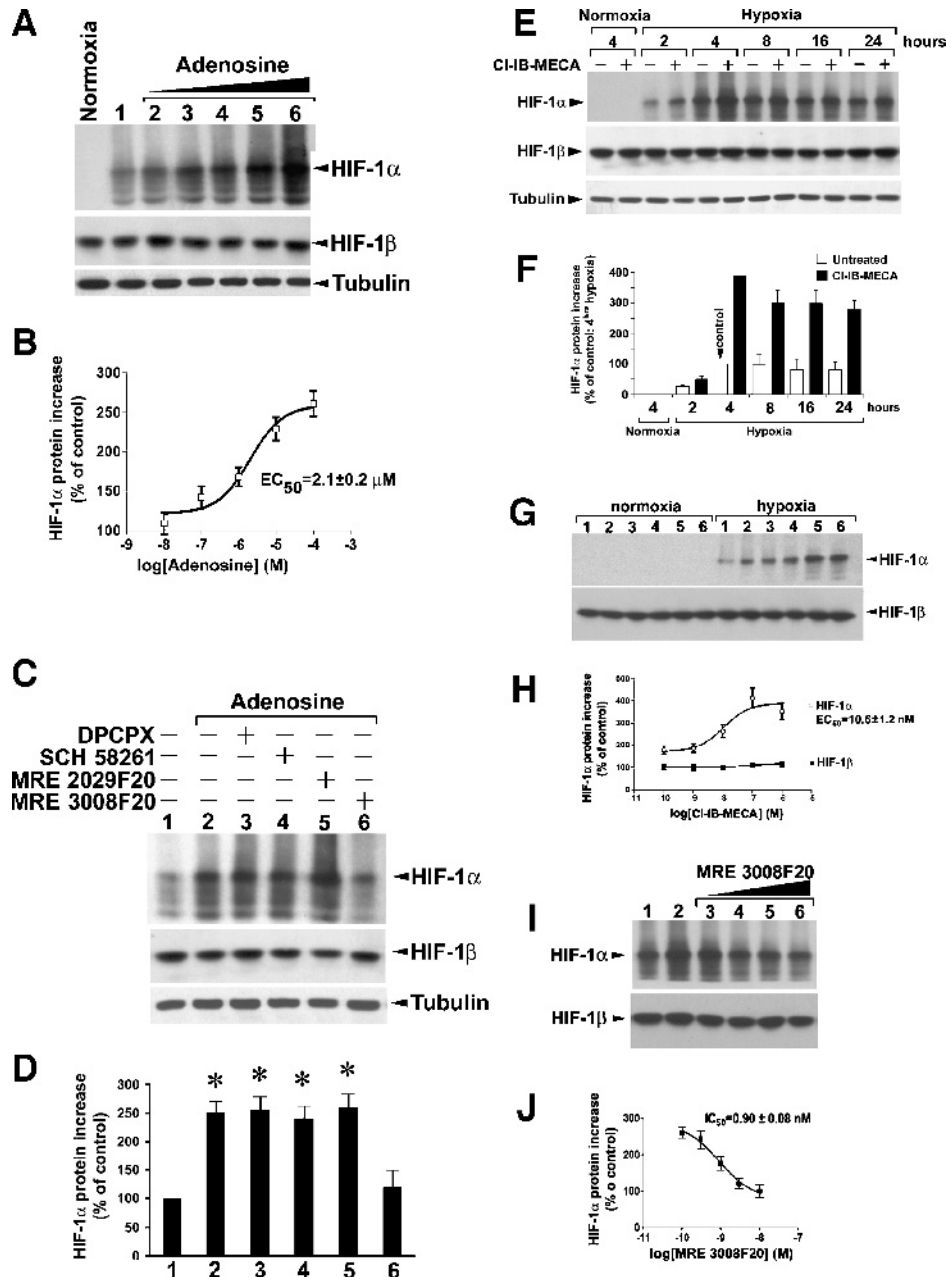 A
Normoxia
Adenosine
1 2 3 4 5 6
HIF-1α
HIF-1β
Tubulin
B
HIF-1α protein increase
(% of control)
300
250
200
150
100
EC50=2.1±0.2 μM
-9 -8 -7 -6 -5 -4 -3
log[Adenosine] (M)
C
Adenosine
DPCPX – – + – – –
SCH 58261 – – – + – –
MRE 2029F20 – – – – + –
MRE 3008F20 – – – – – +
1 2 3 4 5 6
HIF-1α
HIF-1β
Tubulin
D
HIF-1α protein increase
(% of control)
300
250
200
150
100
50
0
* * * *
1 2 3 4 5 6
E
Normoxia Hypoxia
4 2 4 8 16 24 hours
Cl-IB-MECA – + – + – + – + – + – +
HIF-1α
HIF-1β
Tubulin
F
HIF-1α protein increase
(% of control: 4hrs hypoxia)
Untreated
Cl-IB-MECA
control
400
300
200
100
0
4 2 4 8 16 24 hours
Normoxia Hypoxia
G
normoxia hypoxia
1 2 3 4 5 6 1 2 3 4 5 6
HIF-1α
HIF-1β
H
HIF-1α protein increase
(% of control)
500
400
300
200
100
0
HIF-1α
EC50=10.6±1.2 nM
HIF-1β
log[Cl-IB-MECA] (M)
I
MRE 3008F20
1 2 3 4 5 6
HIF-1α
HIF-1β
J
HIF-1α protein increase
(% o control)
300
200
100
0
IC50=0.90 ± 0.08 nM
-11 -10 -9 -8 -7
log[MRE 3008F20] (M)